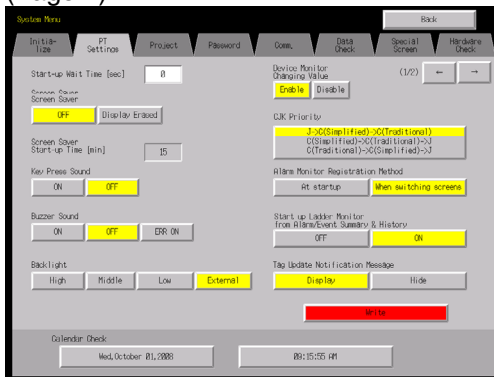 System Menu
Back
Initia-
lize
PT
Settings
Project
Password
Comm.
Data
Check
Special
Screen
Hardware
Check
Start-up Wait Time [sec]
0
Screen Saver
Screen Saver
OFF
Display Erased
Screen Saver
Start-up Time [min]
15
Key Press Sound
ON
OFF
Buzzer Sound
ON
OFF
ERR ON
Backlight
High
Middle
Low
External
Device Monitor
Changing Value
(1/2)
←
→
Enable
Disable
CJK Priority
J->C(Simplified)->C(Traditional)
C(Simplified)->C(Traditional)->J
C(Traditional)->C(Simplified)->J
Alarm Monitor Registration Method
At startup
When switching screens
Start up Ladder Monitor
from Alarm/Event Summary & History
OFF
ON
Tag Update Notification Message
Display
Hide
Write
Calendar Check
Wed,October 01,2008
09:15:55 AM